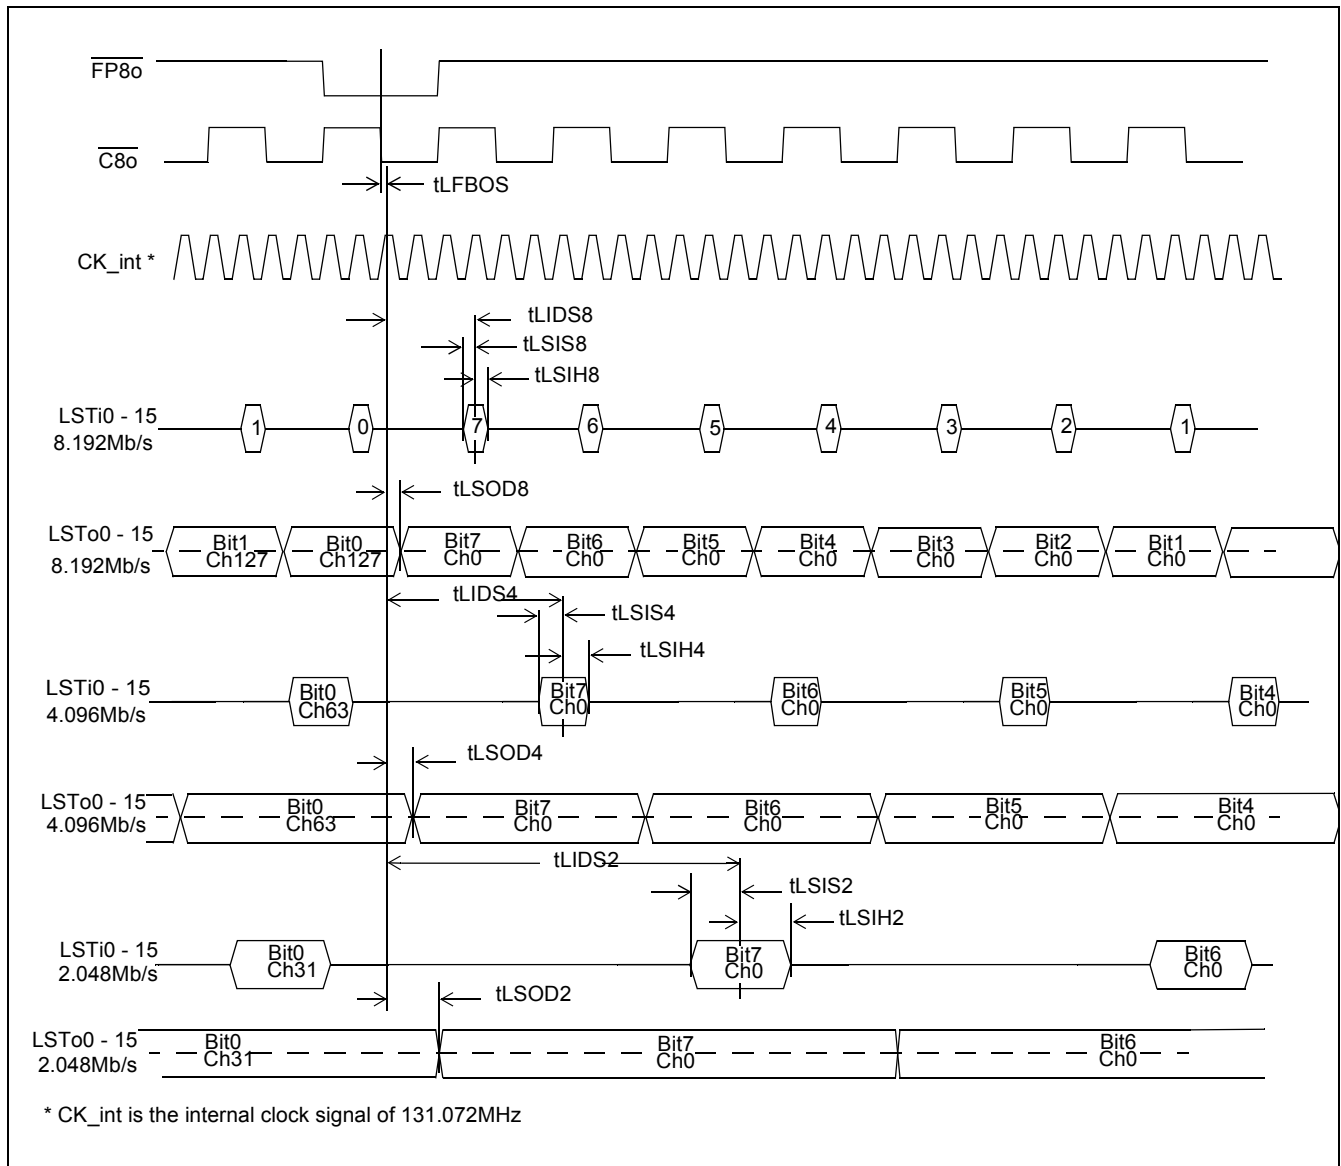 FP8o
C8o
tLFBOS
CK_int *
tLIDS8
tLSIS8
tLSIH8
LSTi0 - 15
8.192Mb/s
1 0 7 6 5 4 3 2 1
tLSOD8
LSTo0 - 15
8.192Mb/s
Bit1 Bit0 Bit7 Bit6 Bit5 Bit4 Bit3 Bit2 Bit1
Ch127 Ch127 Ch0 Ch0 Ch0 Ch0 Ch0 Ch0 Ch0
tLIDS4
tLSIS4
tLSIH4
LSTi0 - 15
4.096Mb/s
Bit0 Bit7 Bit6 Bit5 Bit4
Ch63 Ch0 Ch0 Ch0 Ch0
tLSOD4
LSTo0 - 15
4.096Mb/s
Bit0 Bit7 Bit6 Bit5 Bit4
Ch63 Ch0 Ch0 Ch0 Ch0
tLIDS2
tLSIS2
tLSIH2
LSTi0 - 15
2.048Mb/s
Bit0 Bit7 Bit6
Ch31 Ch0 Ch0
tLSOD2
LSTo0 - 15
2.048Mb/s
Bit0 Bit7 Bit6
Ch31 Ch0 Ch0
* CK_int is the internal clock signal of 131.072MHz